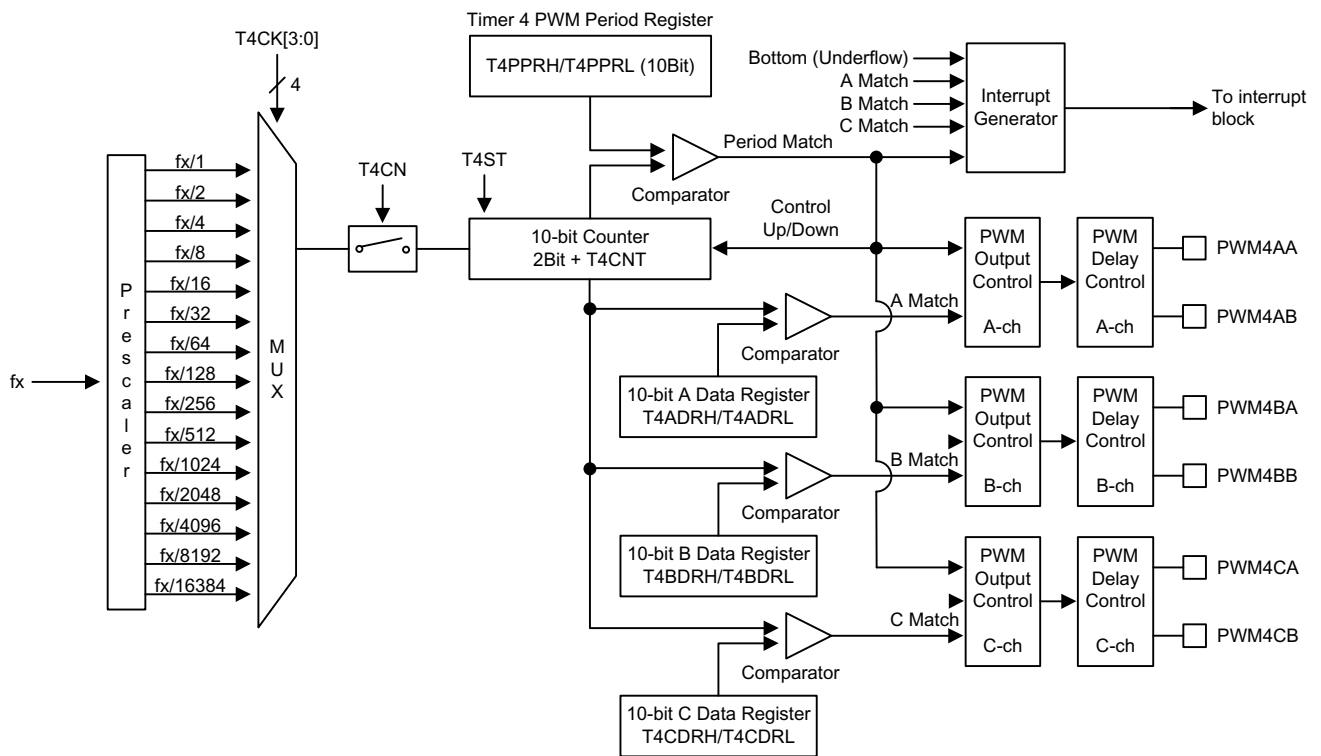 Timer 4 PWM Period Register
T4PPRH/T4PPRL (10Bit)
T4CK[3:0]
4
Bottom (Underflow)
A Match
B Match
C Match
Interrupt
Generator
To interrupt
block
Period Match
Comparator
fx
Prescaler
fx/1
fx/2
fx/4
fx/8
fx/16
fx/32
fx/64
fx/128
fx/256
fx/512
fx/1024
fx/2048
fx/4096
fx/8192
fx/16384
MUX
T4CN
T4ST
10-bit Counter
2Bit + T4CNT
Control
Up/Down
A Match
Comparator
10-bit A Data Register
T4ADRH/T4ADRL
PWM
Output
Control
A-ch
PWM
Delay
Control
A-ch
PWM4AA
PWM4AB
B Match
Comparator
10-bit B Data Register
T4BDRH/T4BDRL
PWM
Output
Control
B-ch
PWM
Delay
Control
B-ch
PWM4BA
PWM4BB
C Match
Comparator
10-bit C Data Register
T4CDRH/T4CDRL
PWM
Output
Control
C-ch
PWM
Delay
Control
C-ch
PWM4CA
PWM4CB